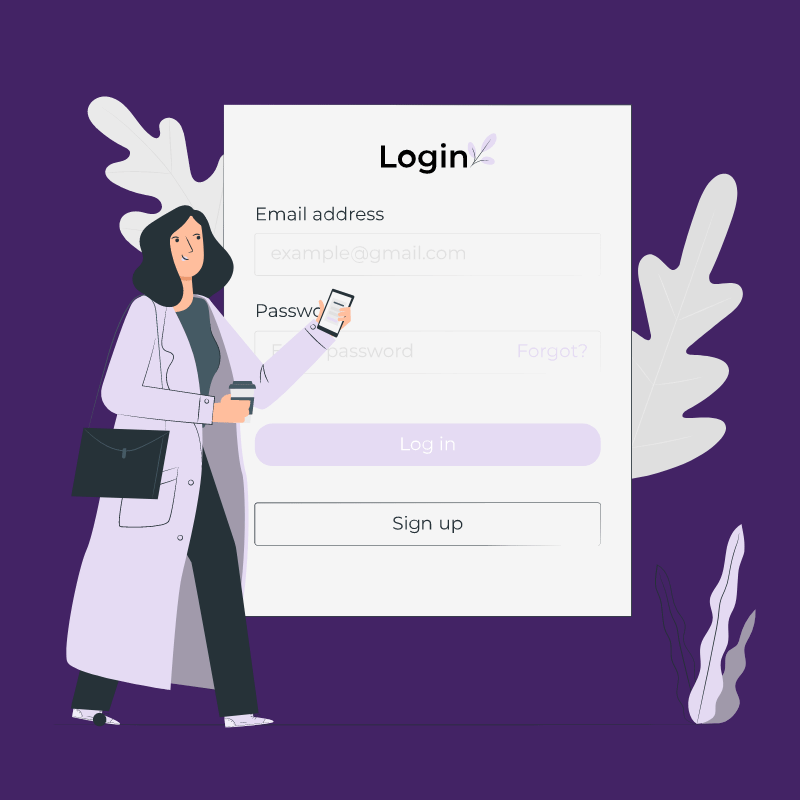 Login
Email address
example@gmail.com
Passwo
password
Forgot?
Log in
Sign up